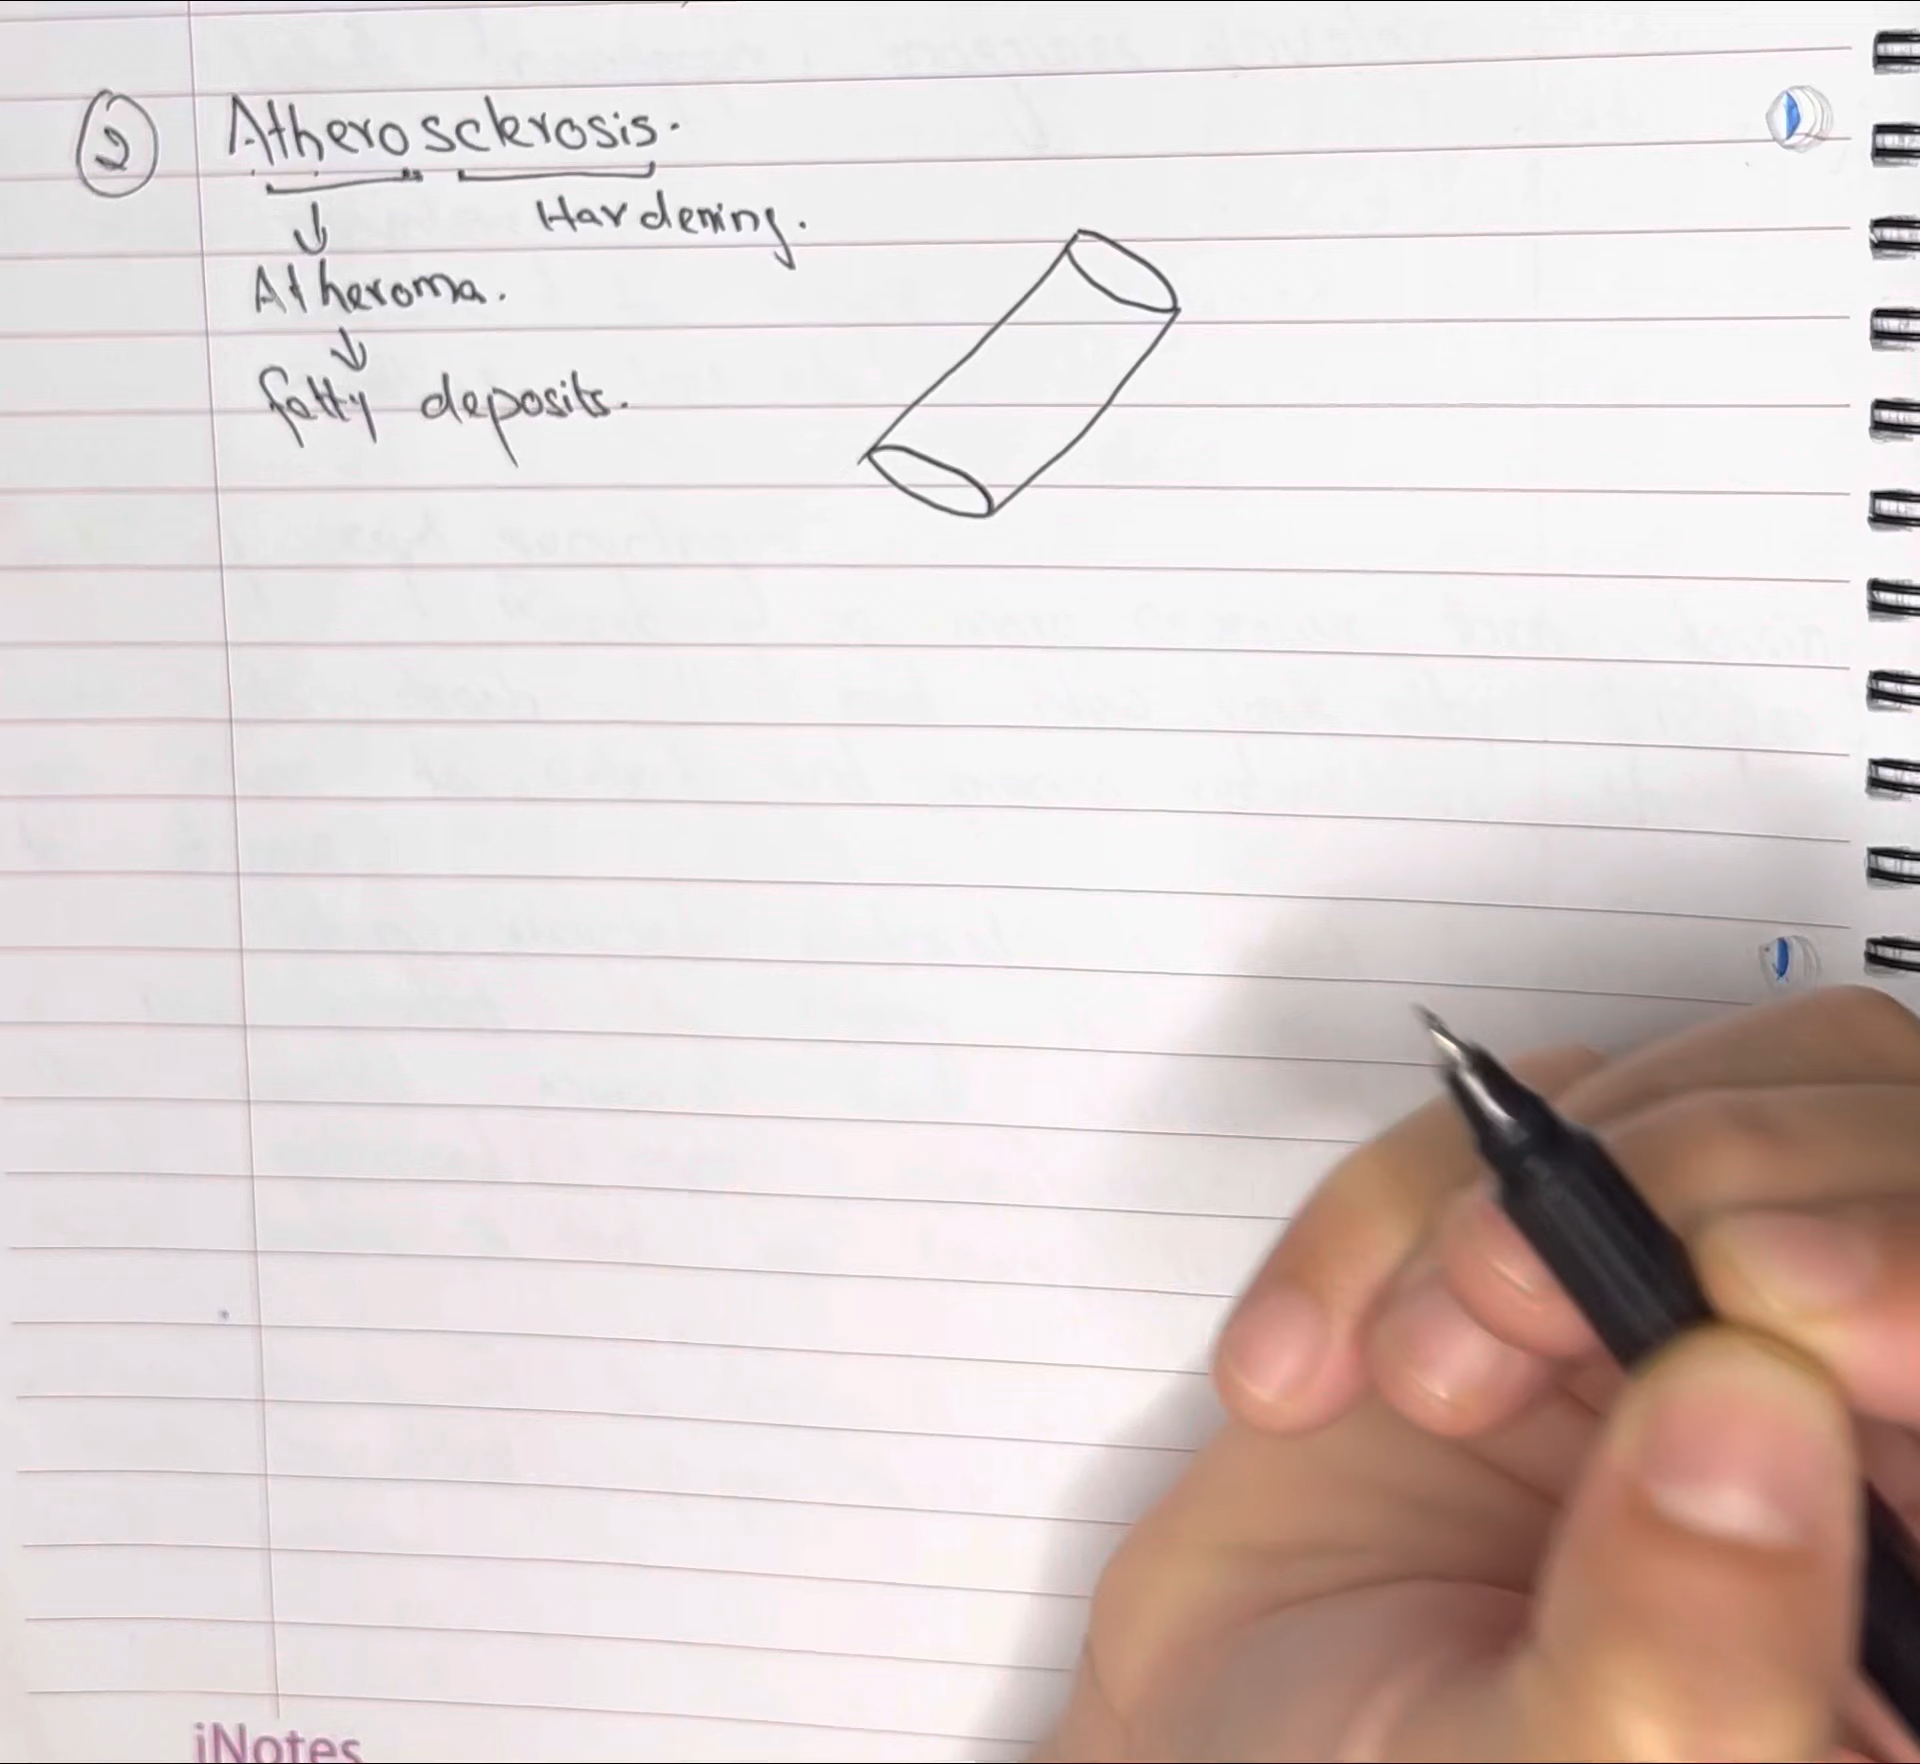 2 Atherosclerosis.
Hardening.
Atheroma.
fatty deposits.
iNotes